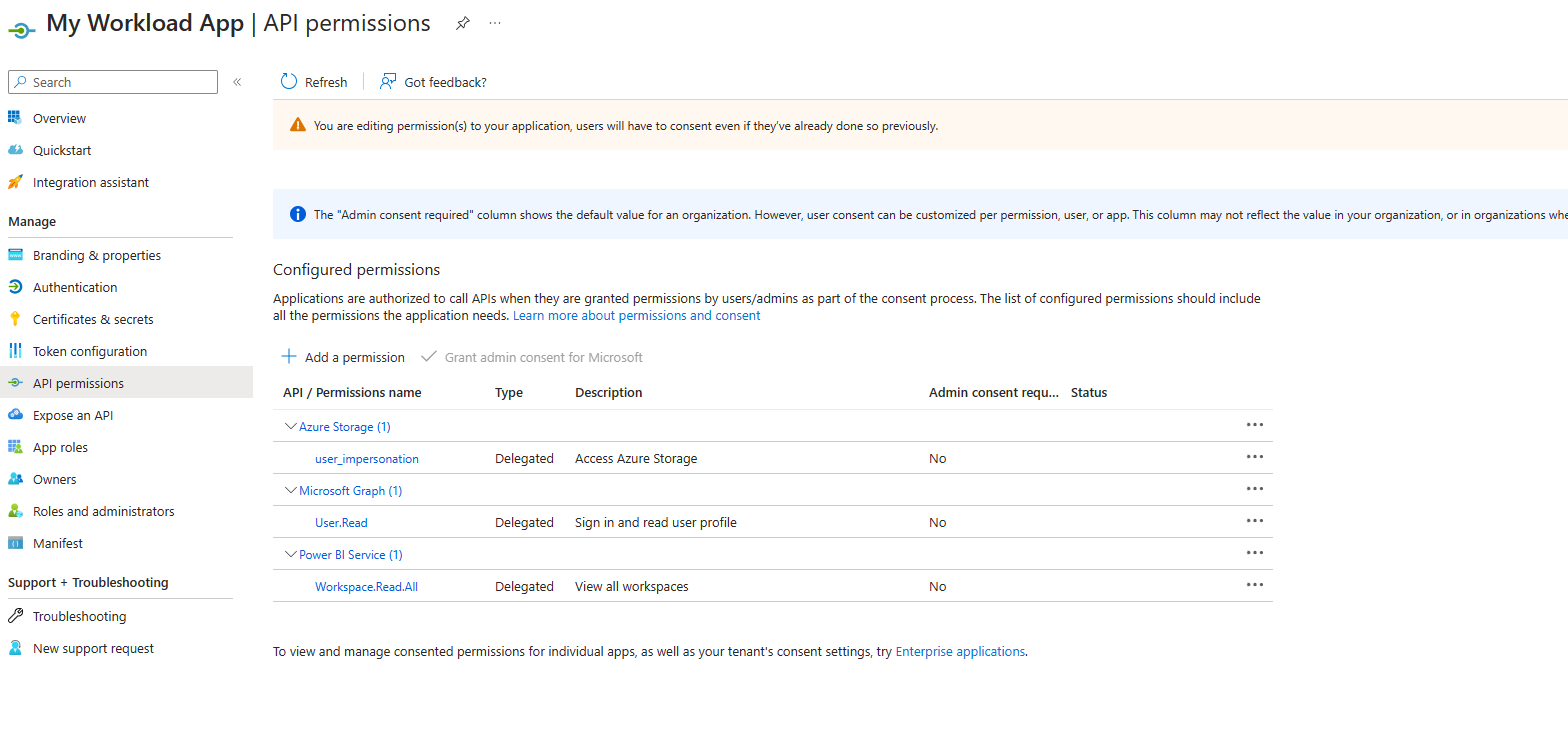 My Workload App | API permissions
Search
Overview
Quickstart
Integration assistant
Manage
Branding & properties
Authentication
Certificates & secrets
Token configuration
API permissions
Expose an API
App roles
Owners
Roles and administrators
Manifest
Support + Troubleshooting
Troubleshooting
New support request
Refresh
Got feedback?
You are editing permission(s) to your application, users will have to consent even if they've already done so previously.
The "Admin consent required" column shows the default value for an organization. However, user consent can be customized per permission, user, or app. This column may not reflect the value in your organization, or in organizations whe
Configured permissions
Applications are authorized to call APIs when they are granted permissions by users/admins as part of the consent process. The list of configured permissions should include
all the permissions the application needs. Learn more about permissions and consent
Add a permission Grant admin consent for Microsoft
API / Permissions name Type Description Admin consent requ... Status
Azure Storage (1)
user_impersonation Delegated Access Azure Storage No
Microsoft Graph (1)
User.Read Delegated Sign in and read user profile No
Power BI Service (1)
Workspace.Read.All Delegated View all workspaces No
To view and manage consented permissions for individual apps, as well as your tenant's consent settings, try Enterprise applications.